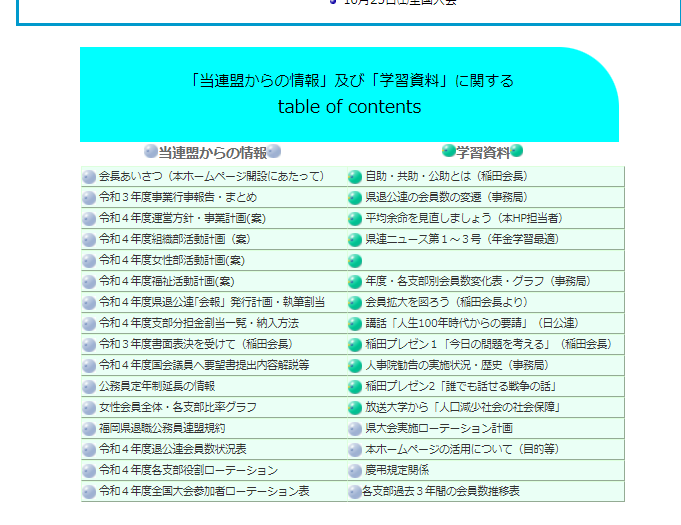 「当連盟からの情報」及び「学習資料」に関する
table of contents
当連盟からの情報 学習資料
会長あいさつ（本ホームページ開設にあたって） 自助・共助・公助とは（稲田会長）
令和３年度事業行事報告・まとめ 県退公連の会員数の変遷（事務局）
令和４年度運営方針・事業計画(案) 平均余命を見直しましょう（本HP担当者）
令和４年度組織部活動計画（案） 県連ニュース第１～３号（年金学習最適）
令和４年度女性部活動計画(案)
令和４年度福祉活動計画(案) 年度・各支部別会員数変化表・グラフ（事務局）
令和４年度県退公連｢会報」発行計画・執筆割当 会員拡大を図ろう（稲田会長より）
令和４年度支部分担金割当一覧・納入方法 講話「人生100年時代からの要請」（日公連）
令和３年度書面表決を受けて（稲田会長） 稲田プレゼン１「今日の問題を考える」（稲田会長）
令和４年度国会議員へ要望書提出内容解説等 人事院勧告の実施状況・歴史（事務局）
公務員定年制延長の情報 稲田プレゼン2「誰でも話せる戦争の話」
女性会員全体・各支部比率グラフ 放送大学から「人口減少社会の社会保障」
福岡県退職公務員連盟規約 県大会実施ローテーション計画
令和４年度退公連会員数状況表 本ホームページの活用について（目的等）
令和４年度各支部役割ローテーション 慶弔規定関係
令和４年度全国大会参加者ローテーション表 各支部過去３年間の会員数推移表